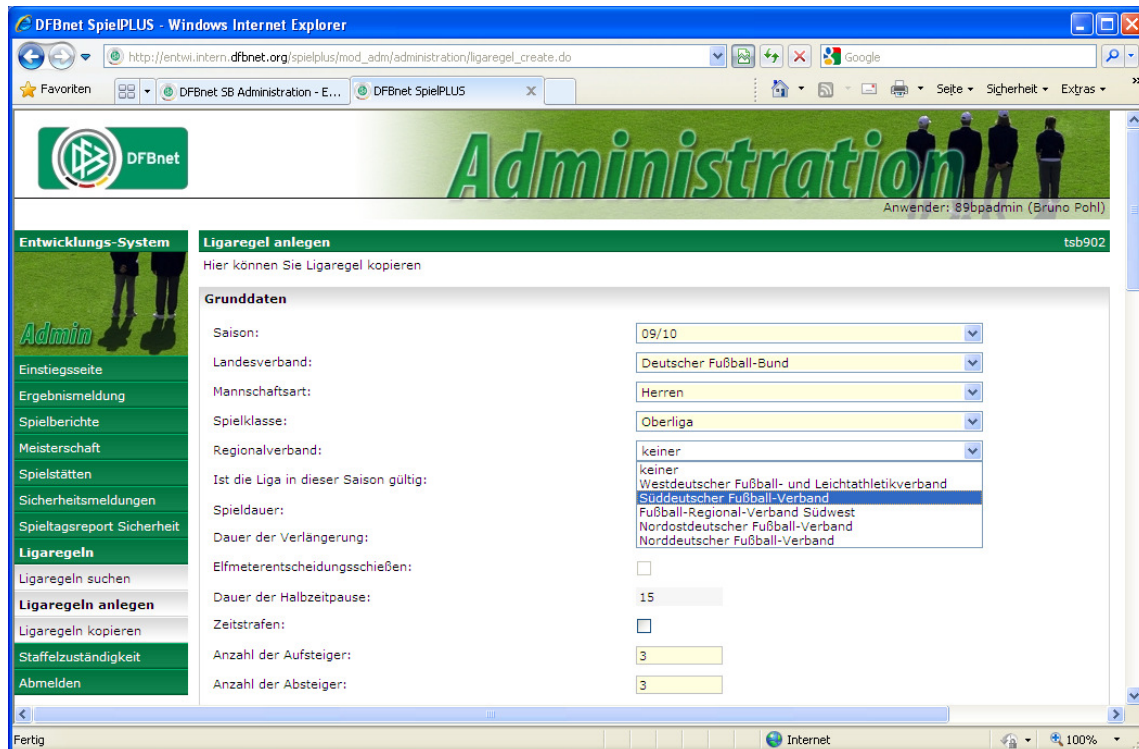 DFBnet SpielPLUS - Windows Internet Explorer
http://entwi.intern.dfbnet.org/spielplus/mod_adm/administration/ligaregel_create.do
Google
Favoriten
DFBnet SB Administration - E...
DFBnet SpielPLUS
Seite
Sicherheit
Extras
DFB
DFBnet
Administration
Anwender: 89bpadmin (Bruno Pohl)
Entwicklungs-System
Ligaregel anlegen
tsb902
Hier können Sie Ligaregel kopieren
Admin
Grunddaten
Saison: 09/10
Landesverband: Deutscher Fußball-Bund
Mannschaftsart: Herren
Spielklasse: Oberliga
Regionalverband: keiner
keiner
Westdeutscher Fußball- und Leichtathletikverband
Süddeutscher Fußball-Verband
Fußball-Regional-Verband Südwest
Nordostdeutscher Fußball-Verband
Norddeutscher Fußball-Verband
Ist die Liga in dieser Saison gültig:
Spieldauer:
Dauer der Verlängerung:
Elfmeterentscheidungsschießen:
Dauer der Halbzeitpause: 15
Zeitstrafen:
Anzahl der Aufsteiger: 3
Anzahl der Absteiger: 3
Einstiegsseite
Ergebnismeldung
Spielberichte
Meisterschaft
Spielstätten
Sicherheitsmeldungen
Spieltagsreport Sicherheit
Ligaregeln
Ligaregeln suchen
Ligaregeln anlegen
Ligaregeln kopieren
Staffelzuständigkeit
Abmelden
Fertig
Internet
100%